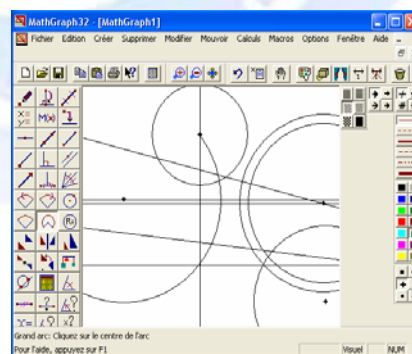 MathGraph32 - [MathGraph1]
Fichier Edition Créer Supprimer Modifier Mouvoir Calculs Macros Options Fenêtre Aide
Grand arc: Cliquez sur le centre de l'arc
Pour l'aide, appuyez sur F1 Visuel NUM